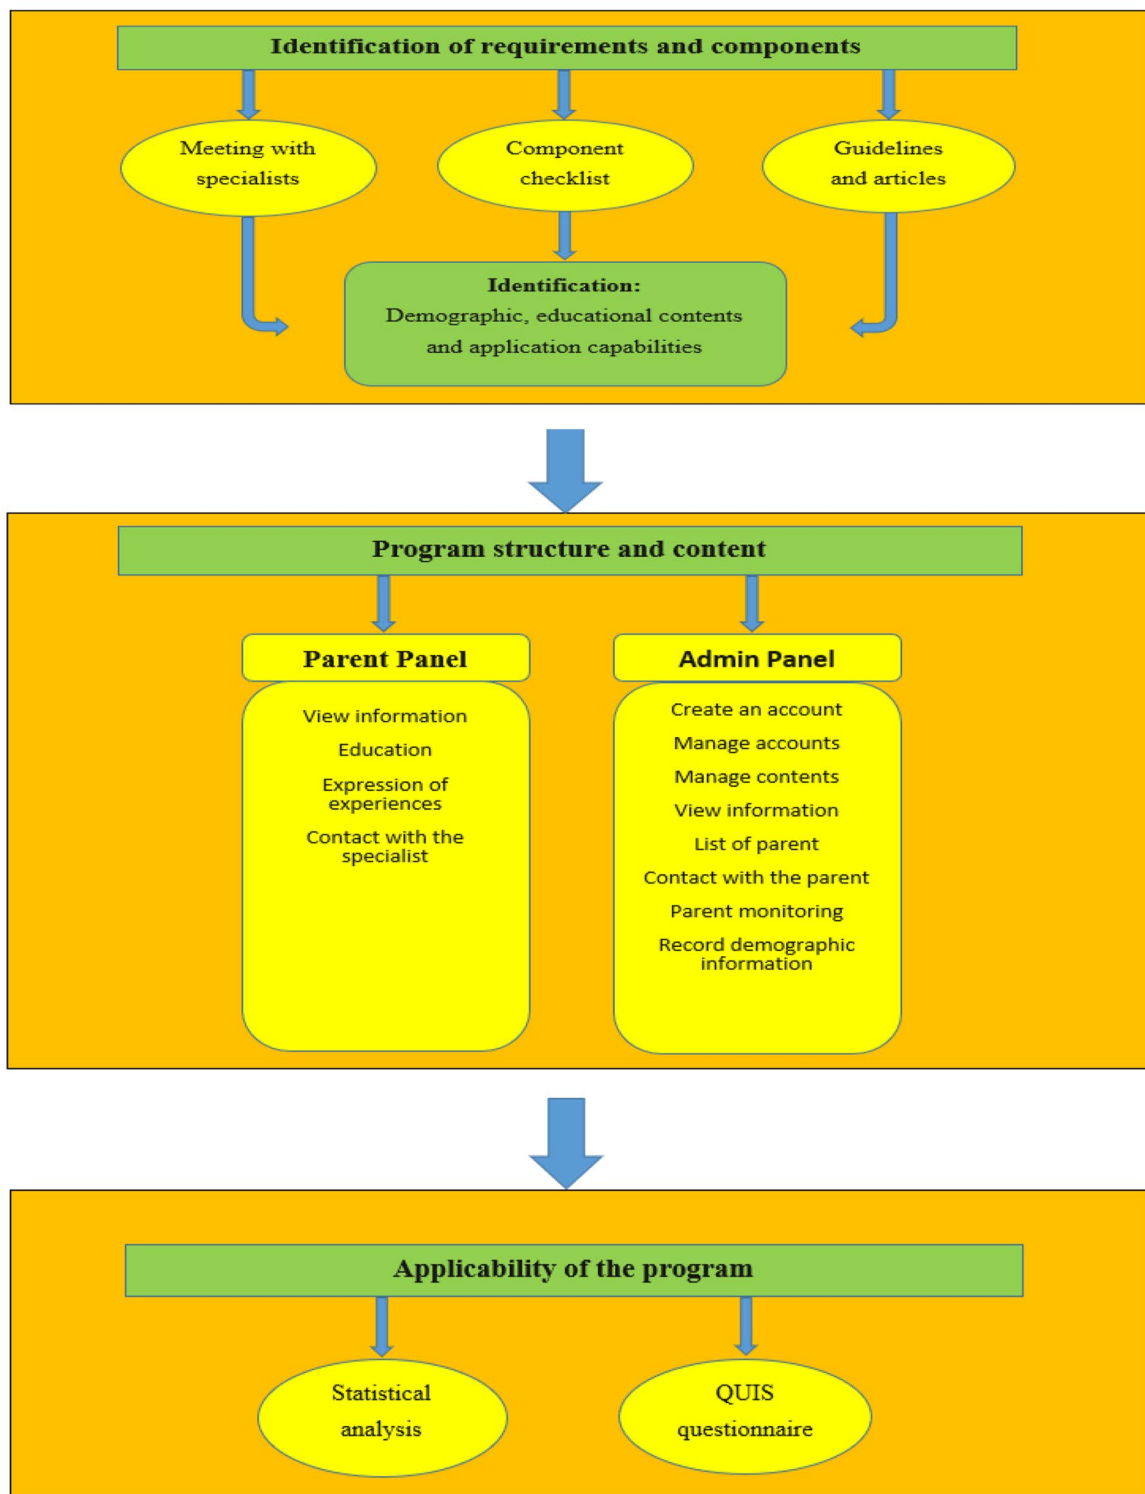 Identification of requirements and components
Meeting with
specialists
Component
checklist
Guidelines
and articles
Identification:
Demographic, educational contents
and application capabilities
Program structure and content
Parent Panel
View information
Education
Expression of
experiences
Contact with the
specialist
Admin Panel
Create an account
Manage accounts
Manage contents
View information
List of parent
Contact with the parent
Parent monitoring
Record demographic
information
Applicability of the program
Statistical
analysis
QUIS
questionnaire